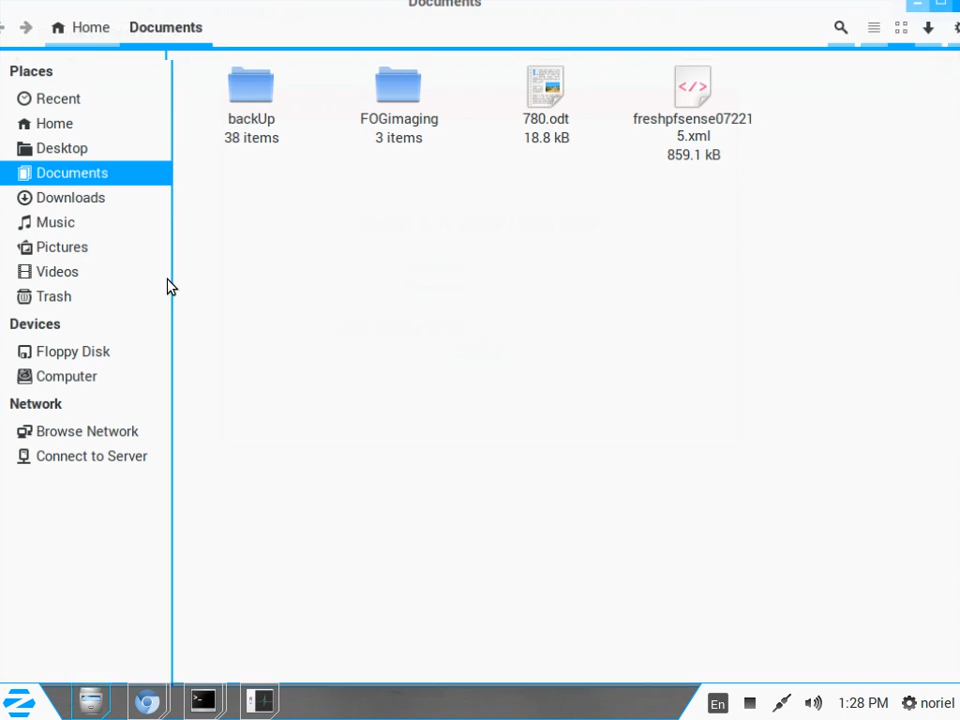 Documents
Home Documents
Places
Recent
Home
Desktop
Documents
Downloads
Music
Pictures
Videos
Trash
Devices
Floppy Disk
Computer
Network
Browse Network
Connect to Server
backUp
38 items
FOGimaging
3 items
780.odt
18.8 kB
freshpfsense07221
5.xml
859.1 kB
En 1:28 PM noriel